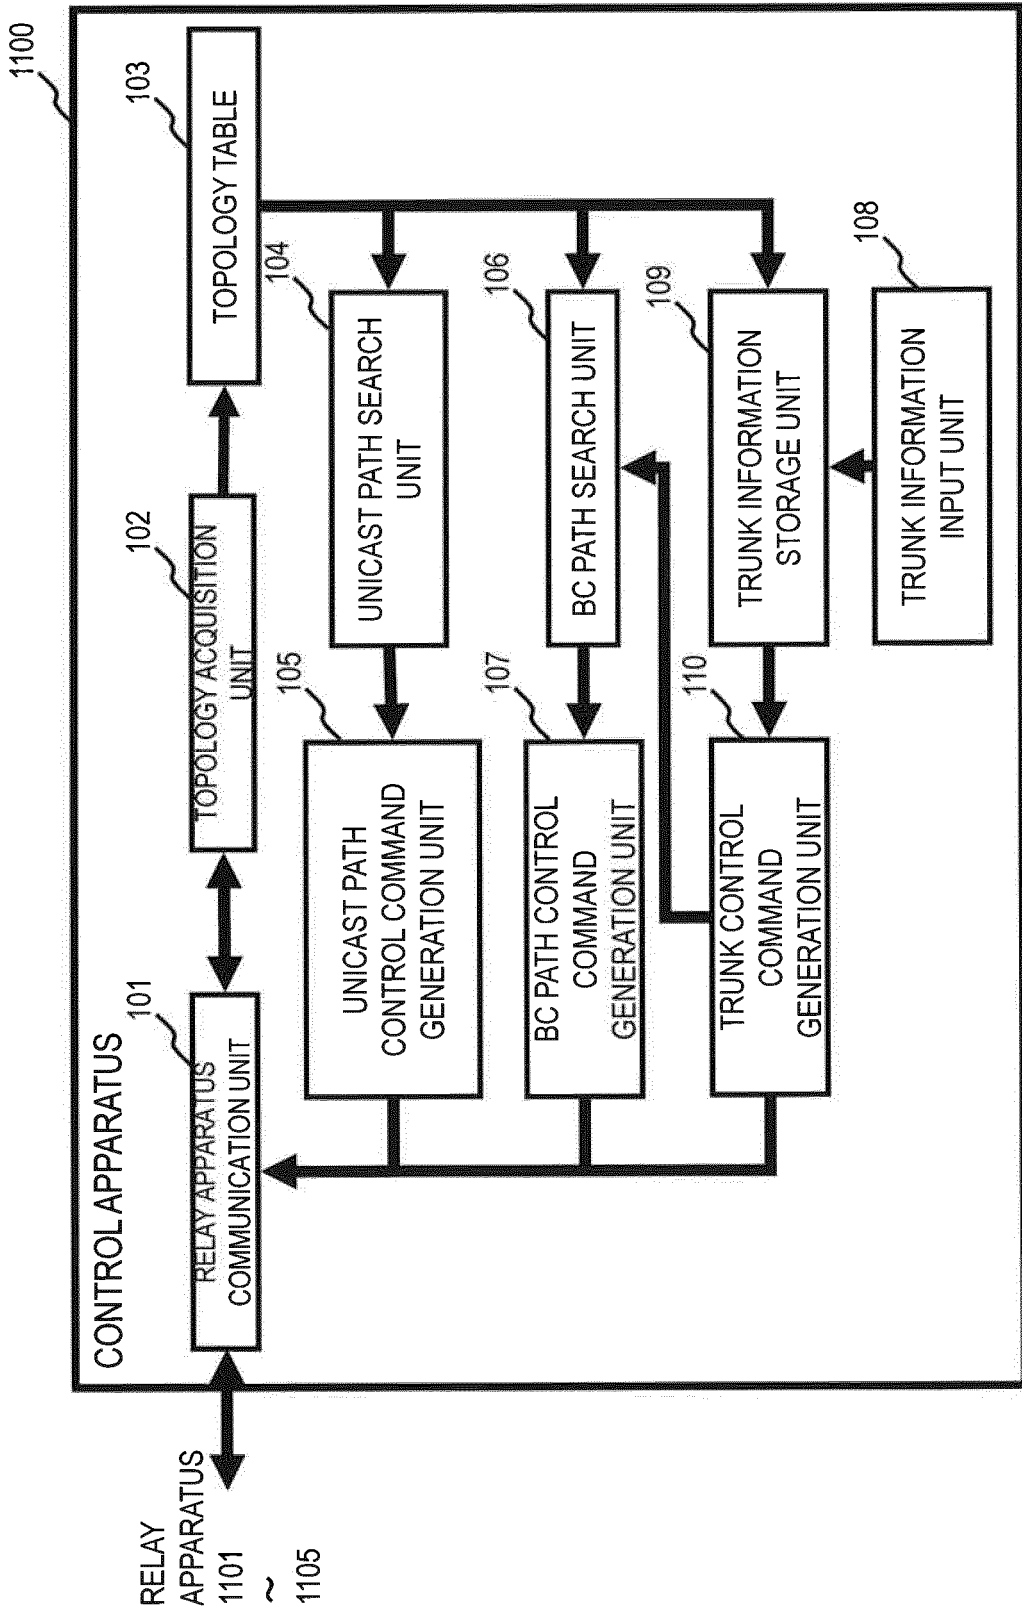 1100
CONTROL APPARATUS
RELAY
APPARATUS
1101
~
1105
101
RELAY APPARATUS
COMMUNICATION UNIT
102
TOPOLOGY ACQUISITION
UNIT
103
TOPOLOGY TABLE
105
UNICAST PATH
CONTROL COMMAND
GENERATION UNIT
104
UNICAST PATH SEARCH
UNIT
107
BC PATH CONTROL
COMMAND
GENERATION UNIT
106
BC PATH SEARCH UNIT
110
TRUNK CONTROL
COMMAND
GENERATION UNIT
109
TRUNK INFORMATION
STORAGE UNIT
108
TRUNK INFORMATION
INPUT UNIT